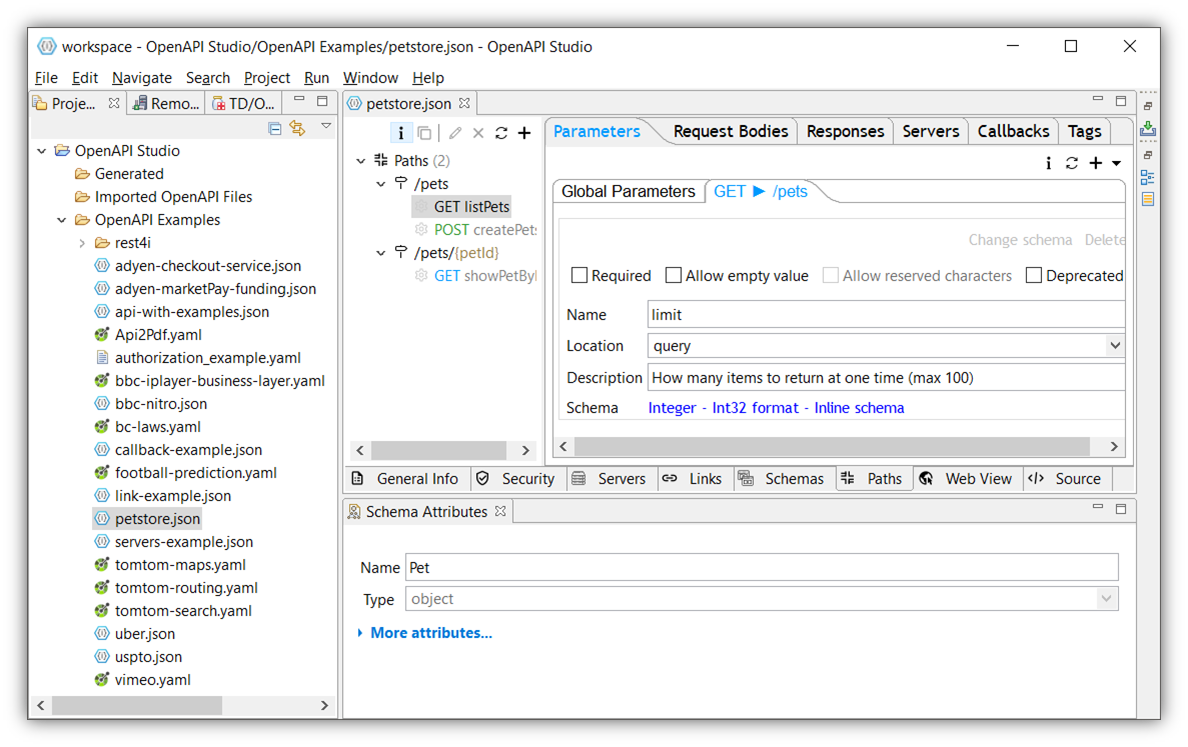 workspace - OpenAPI Studio/OpenAPI Examples/petstore.json - OpenAPI Studio
File Edit Navigate Search Project Run Window Help
Proje... Remo... TD/O...
OpenAPI Studio
Generated
Imported OpenAPI Files
OpenAPI Examples
rest4i
adyen-checkout-service.json
adyen-marketPay-funding.json
api-with-examples.json
Api2Pdf.yaml
authorization_example.yaml
bbc-iplayer-business-layer.yaml
bbc-nitro.json
bc-laws.yaml
callback-example.json
football-prediction.yaml
link-example.json
petstore.json
servers-example.json
tomtom-maps.yaml
tomtom-routing.yaml
tomtom-search.yaml
uber.json
uspto.json
vimeo.yaml
petstore.json
Paths (2)
/pets
GET listPets
POST createPets
/pets/{petId}
GET showPetByI
Parameters Request Bodies Responses Servers Callbacks Tags
Global Parameters GET ▶ /pets
Change schema Delete
Required Allow empty value Allow reserved characters Deprecated
Name limit
Location query
Description How many items to return at one time (max 100)
Schema Integer - Int32 format - Inline schema
General Info Security Servers Links Schemas Paths Web View Source
Schema Attributes
Name Pet
Type object
More attributes...